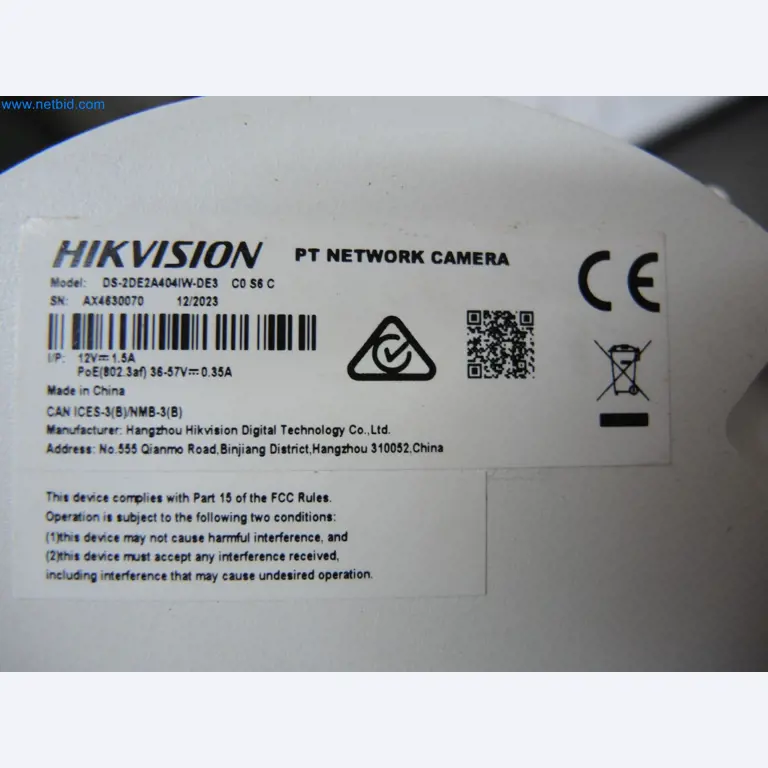 www.netbid.com
HIKVISION PT NETWORK CAMERA
Model: DS-2DE2A404IW-DE3 C0 S6 C
SN: AX4630070 12/2023
I/P: 12V⎓1.5A
PoE(802.3af) 36-57V⎓0.35A
Made in China
CAN ICES-3(B)/NMB-3(B)
Manufacturer: Hangzhou Hikvision Digital Technology Co.,Ltd.
Address: No.555 Qianmo Road,Binjiang District,Hangzhou 310052,China
CE
This device complies with Part 15 of the FCC Rules.
Operation is subject to the following two conditions:
(1)this device may not cause harmful interference, and
(2)this device must accept any interference received,
including interference that may cause undesired operation.